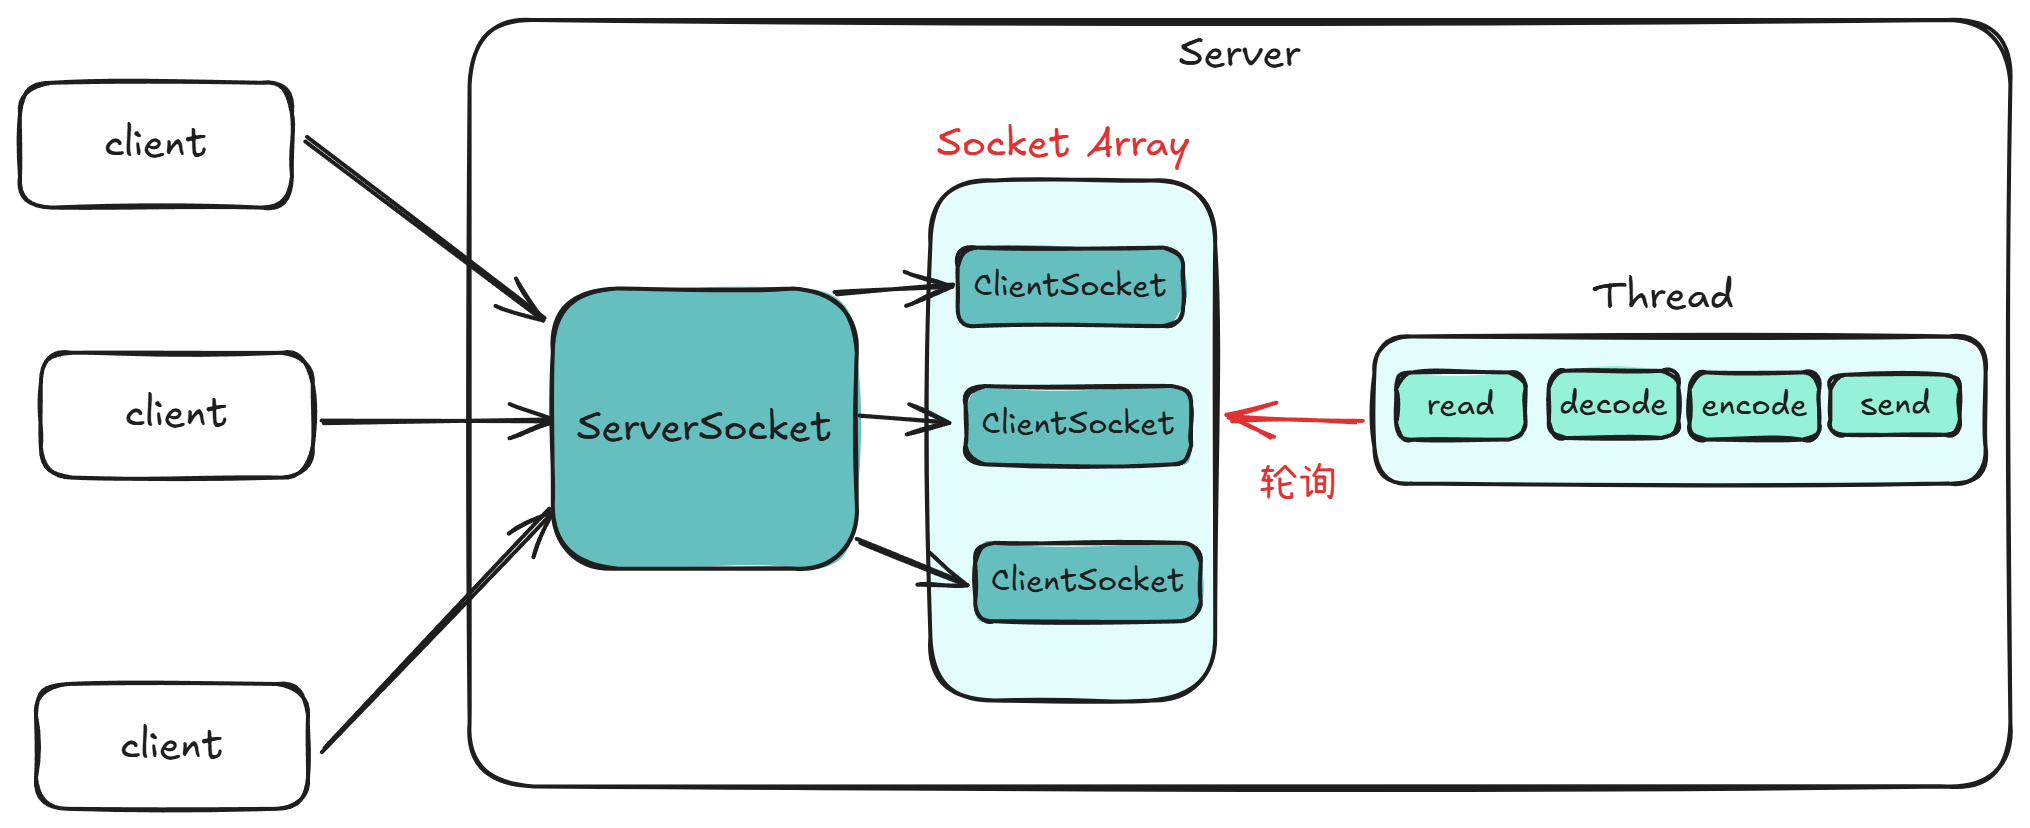 Server
client
client
client
ServerSocket
Socket Array
ClientSocket
ClientSocket
ClientSocket
轮询
Thread
read
decode
encode
send